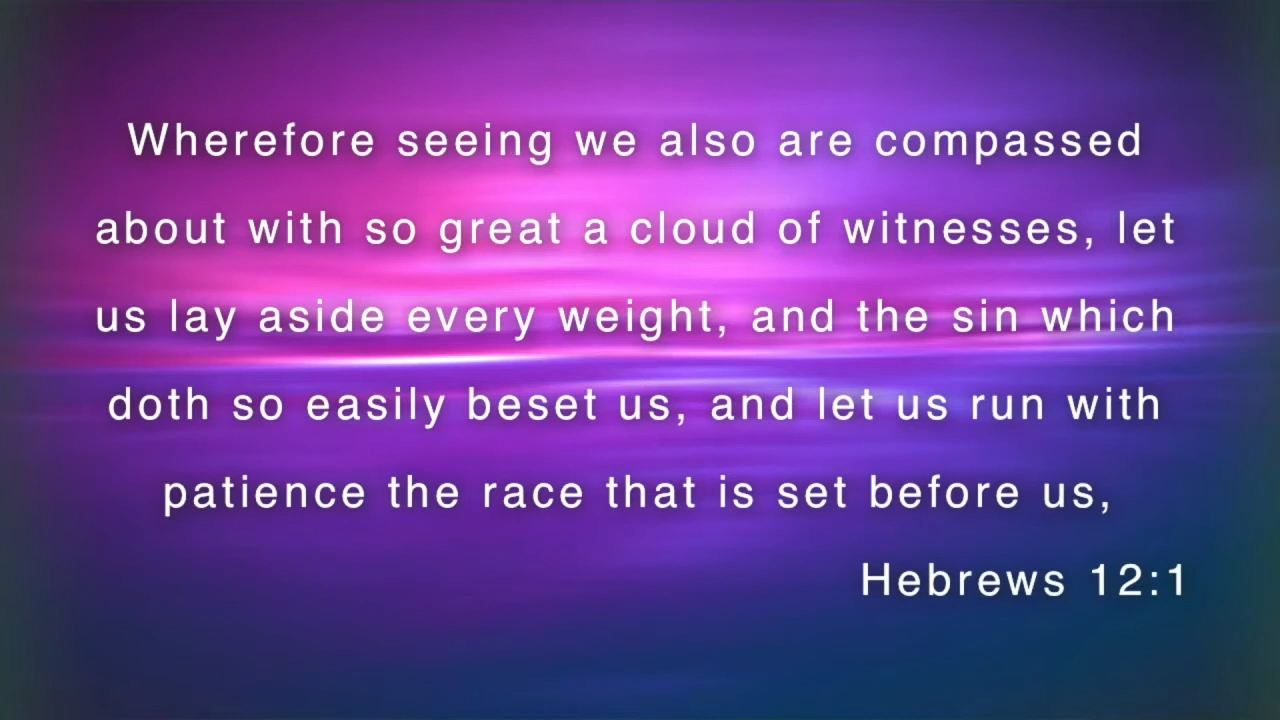 Wherefore seeing we also are compassed
about with so great a cloud of witnesses, let
us lay aside every weight, and the sin which
doth so easily beset us, and let us run with
patience the race that is set before us,
Hebrews 12:1